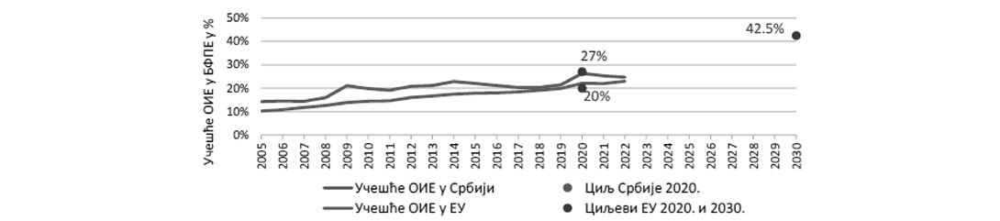 Учешће ОИЕ у БФПЕ у %
50%
40%
30%
20%
10%
0%
42.5%
27%
20%
2005 2006 2007 2008 2009 2010 2011 2012 2013 2014 2015 2016 2017 2018 2019 2020 2021 2022 2023 2024 2025 2026 2027 2028 2029 2030
Учешће ОИЕ у Србији
Циљ Србије 2020.
Учешће ОИЕ у ЕУ
Циљеви ЕУ 2020. и 2030.